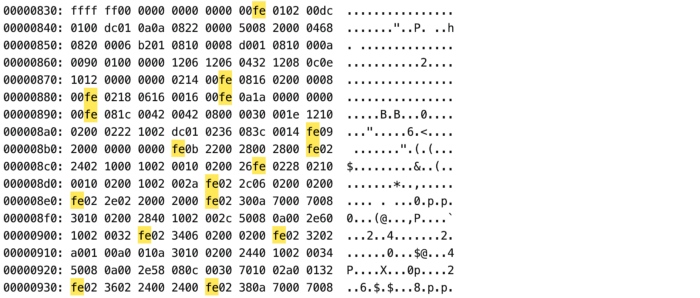 00000830: ffff ff00 0000 0000 0000 00fe 0102 00dc ................
00000840: 0100 dc01 0a0a 0822 0000 5008 2000 0468 ......."..P. ..h
00000850: 0820 0006 b201 0810 0008 d001 0810 000a . ..............
00000860: 0090 0100 0000 1206 1206 0432 1208 0c0e ...........2....
00000870: 1012 0000 0000 0214 00fe 0816 0200 0008 ................
00000880: 00fe 0218 0616 0016 00fe 0a1a 0000 0000 ................
00000890: 00fe 081c 0042 0042 0800 0030 001e 1210 .....B.B...0....
000008a0: 0200 0222 1002 dc01 0236 083c 0014 fe09 ...".....6.<....
000008b0: 2000 0000 0000 fe0b 2200 2800 2800 fe02 .......".(.(...
000008c0: 2402 1000 1002 0010 0200 26fe 0228 0210 $.........&..(..
000008d0: 0010 0200 1002 002a fe02 2c06 0200 0200 .......*..,.....
000008e0: fe02 2e02 2000 2000 fe02 300a 7000 7008 .... . ...0.p.p.
000008f0: 3010 0200 2840 1002 002c 5008 0a00 2e60 0...(@...,P....`
00000900: 1002 0032 fe02 3406 0200 0200 fe02 3202 ...2..4.......2.
00000910: a001 00a0 010a 3010 0200 2440 1002 0034 ......0...$@...4
00000920: 5008 0a00 2e58 080c 0030 7010 02a0 0132 P....X...0p....2
00000930: fe02 3602 2400 2400 fe02 380a 7000 7008 ..6.$.$...8.p.p.